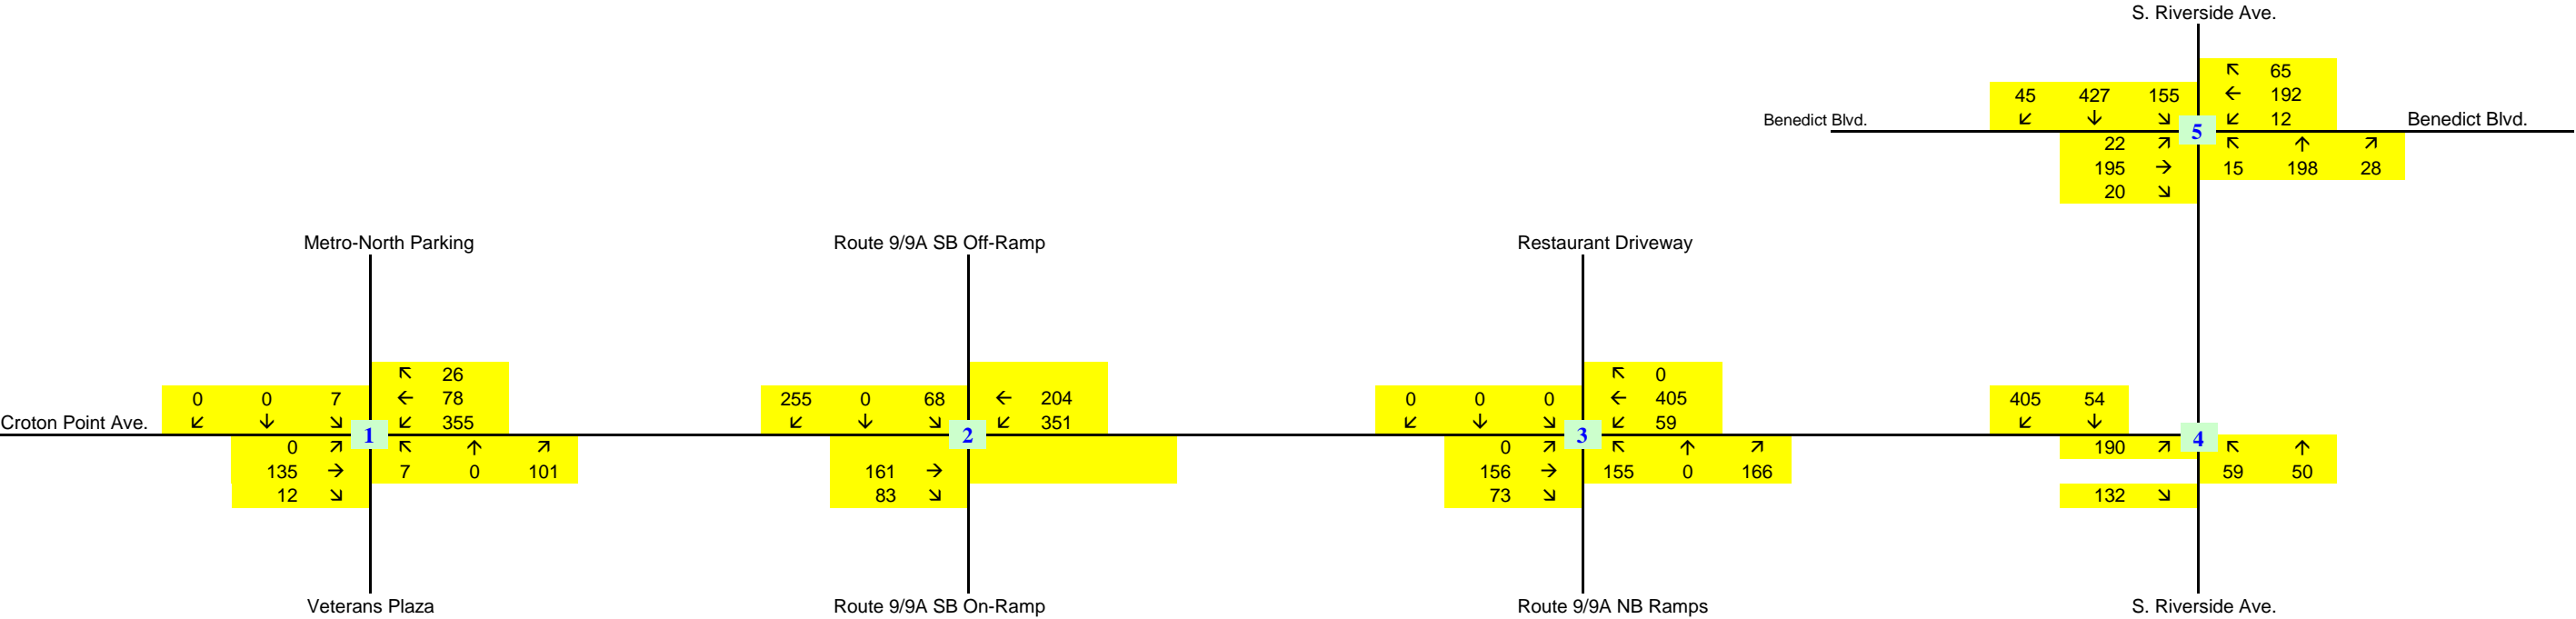 S. Riverside Ave.
↖ 65
45 427 155 ← 192
Benedict Blvd. ↙ ↓ ↘ ↙ 12 Benedict Blvd.
5
22 ↗ ↖ ↑ ↗
195 → 15 198 28
20 ↘
Metro-North Parking Route 9/9A SB Off-Ramp Restaurant Driveway
↖ 26 ↖ 0
0 0 7 ← 78 255 0 68 ← 204 0 0 0 ← 405 405 54
Croton Point Ave. ↙ ↓ ↘ ↙ 355 ↙ ↓ ↘ ↙ 351 ↙ ↓ ↘ ↙ 59 ↙ ↓
1 2 3 4
0 ↗ ↖ ↑ ↗ 0 ↗ ↖ ↑ ↗ 190 ↗ ↖ ↑
135 → 7 0 101 161 → 156 → 155 0 166 59 50
12 ↘ 83 ↘ 73 ↘ 132 ↘
Veterans Plaza Route 9/9A SB On-Ramp Route 9/9A NB Ramps S. Riverside Ave.